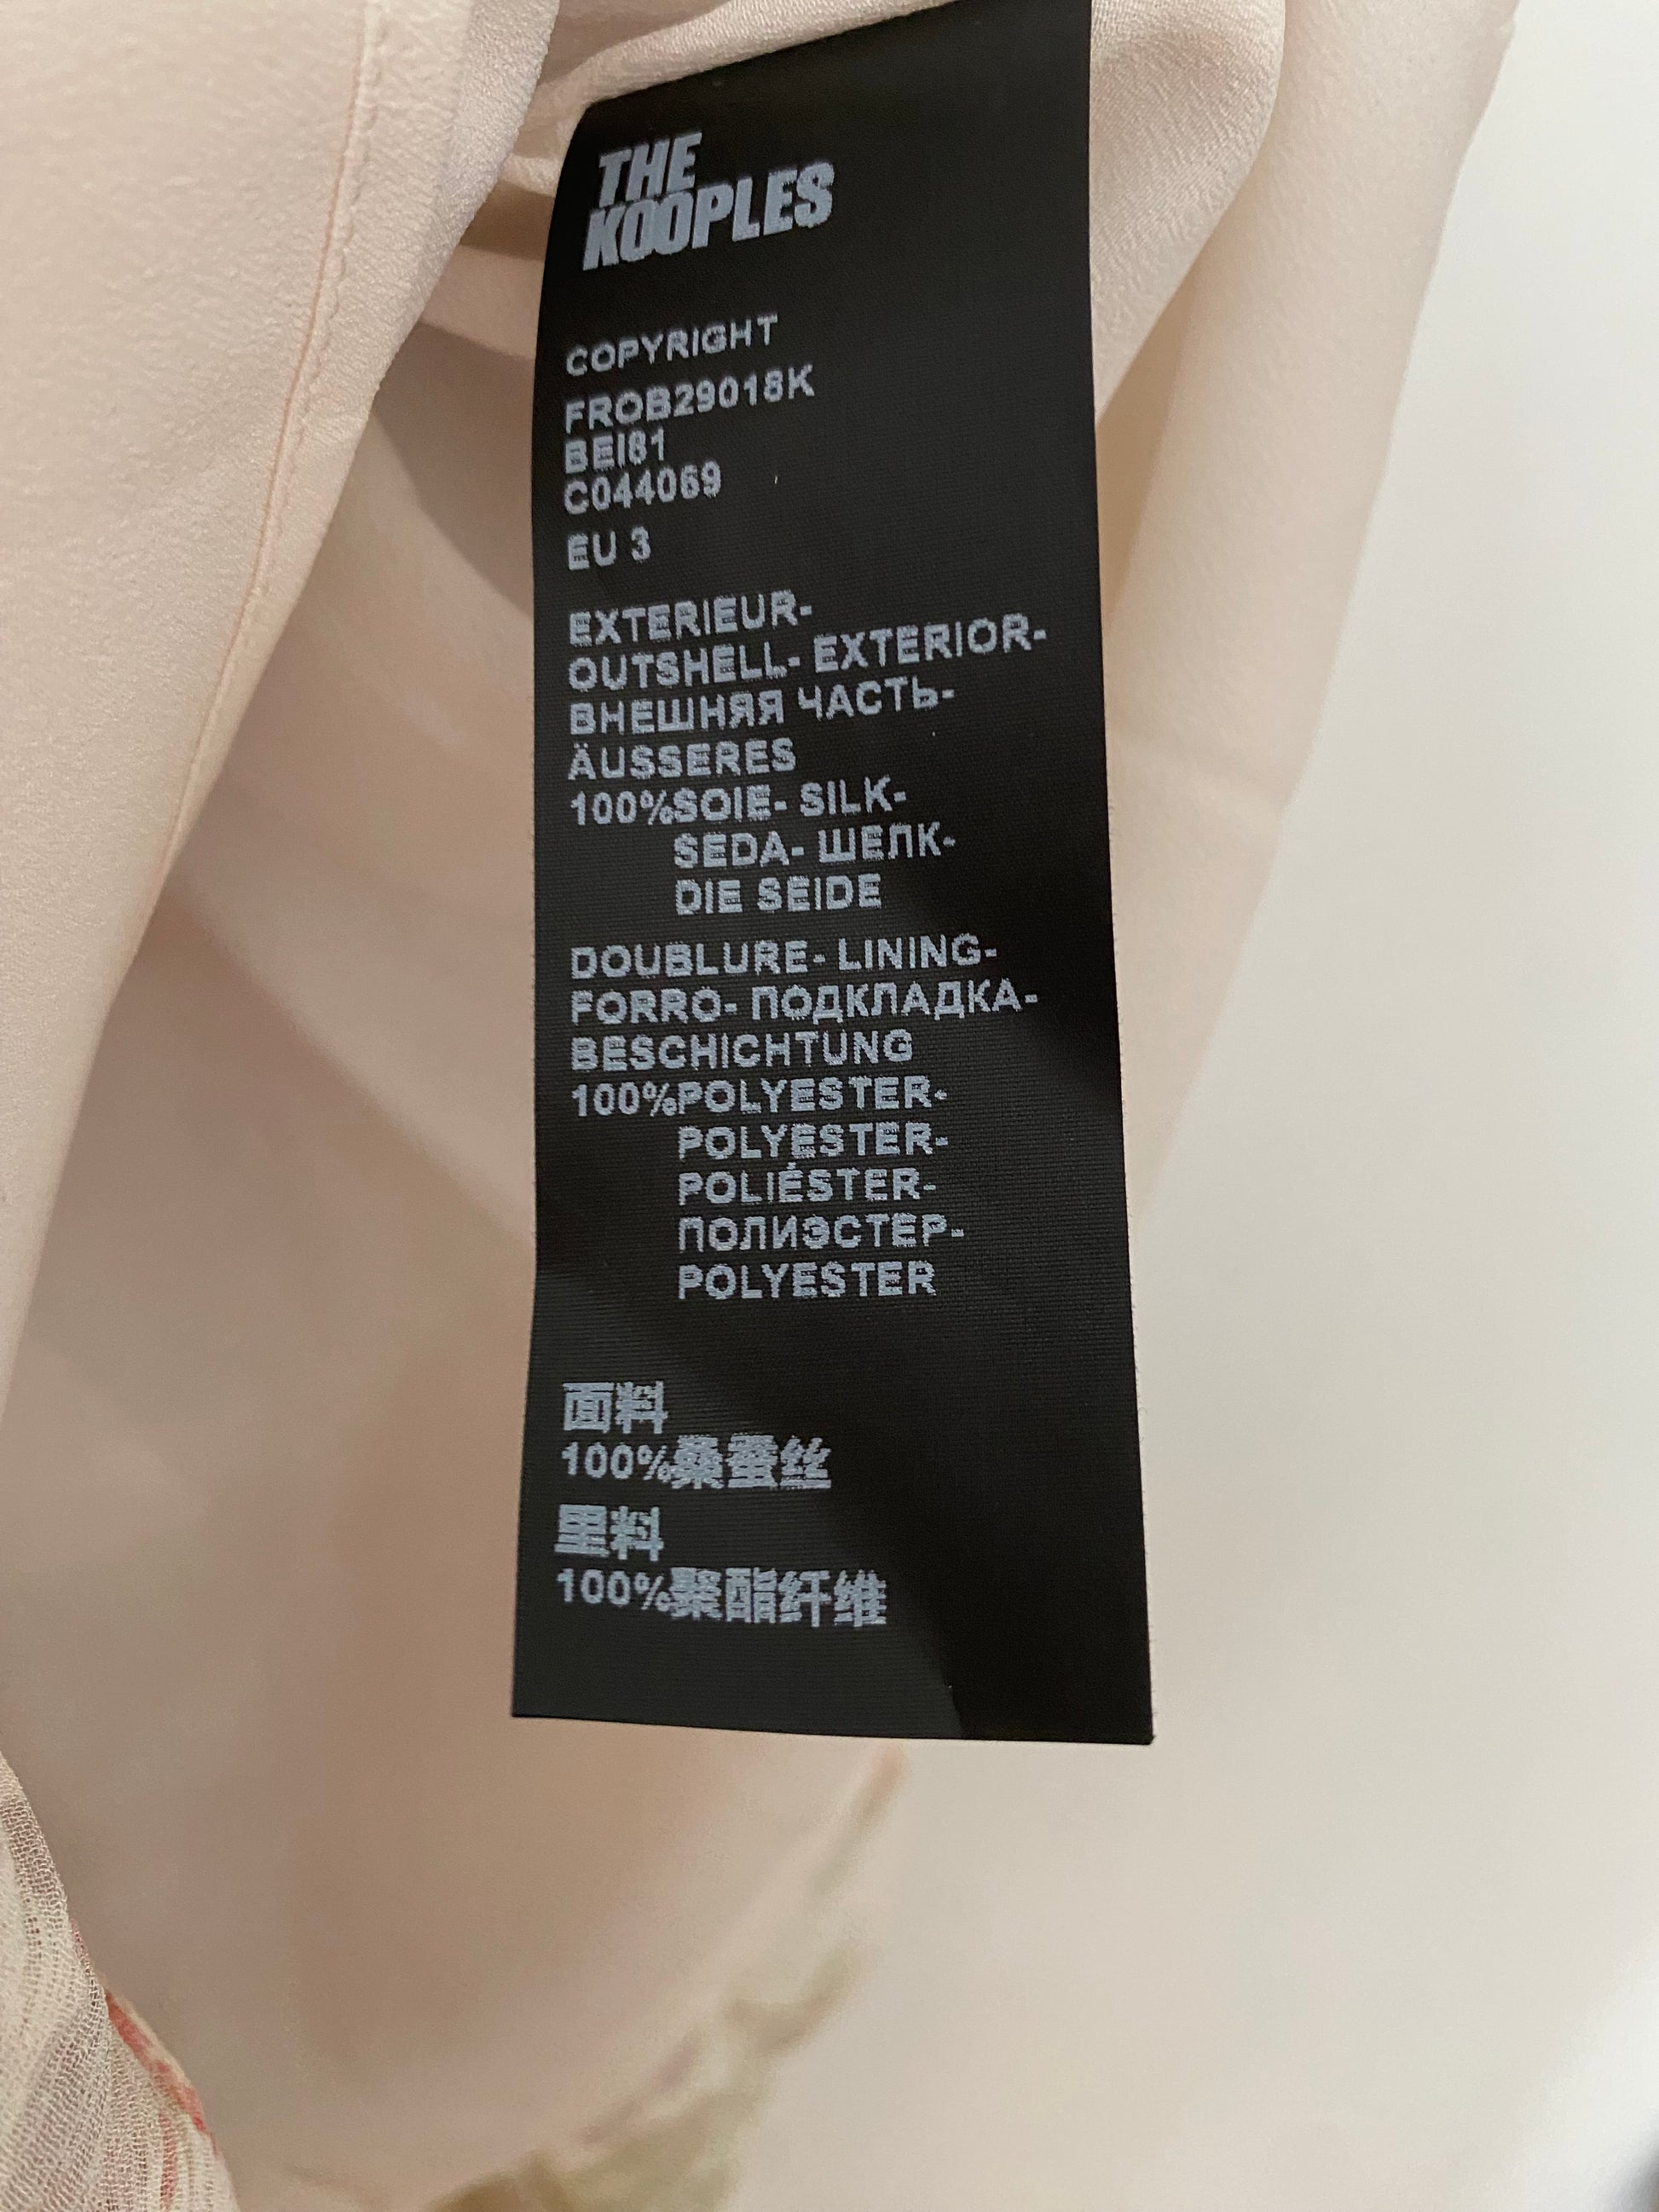 THE
KOOPLES
COPYRIGHT
FROB29018K
BEI81
C044069
EU 3
EXTERIEUR-
OUTSHELL- EXTERIOR-
ВНЕШНЯЯ ЧАСТЬ-
ÄUSSERES
100%SOIE- SILK-
SEDA- ШЕЛК-
DIE SEIDE
DOUBLURE- LINING-
FORRO- ПОДКЛАДКА-
BESCHICHTUNG
100%POLYESTER-
POLYESTER-
POLIÉSTER-
ПОЛИЭСТЕР-
POLYESTER
面料
100%桑蚕丝
里料
100%聚酯纤维